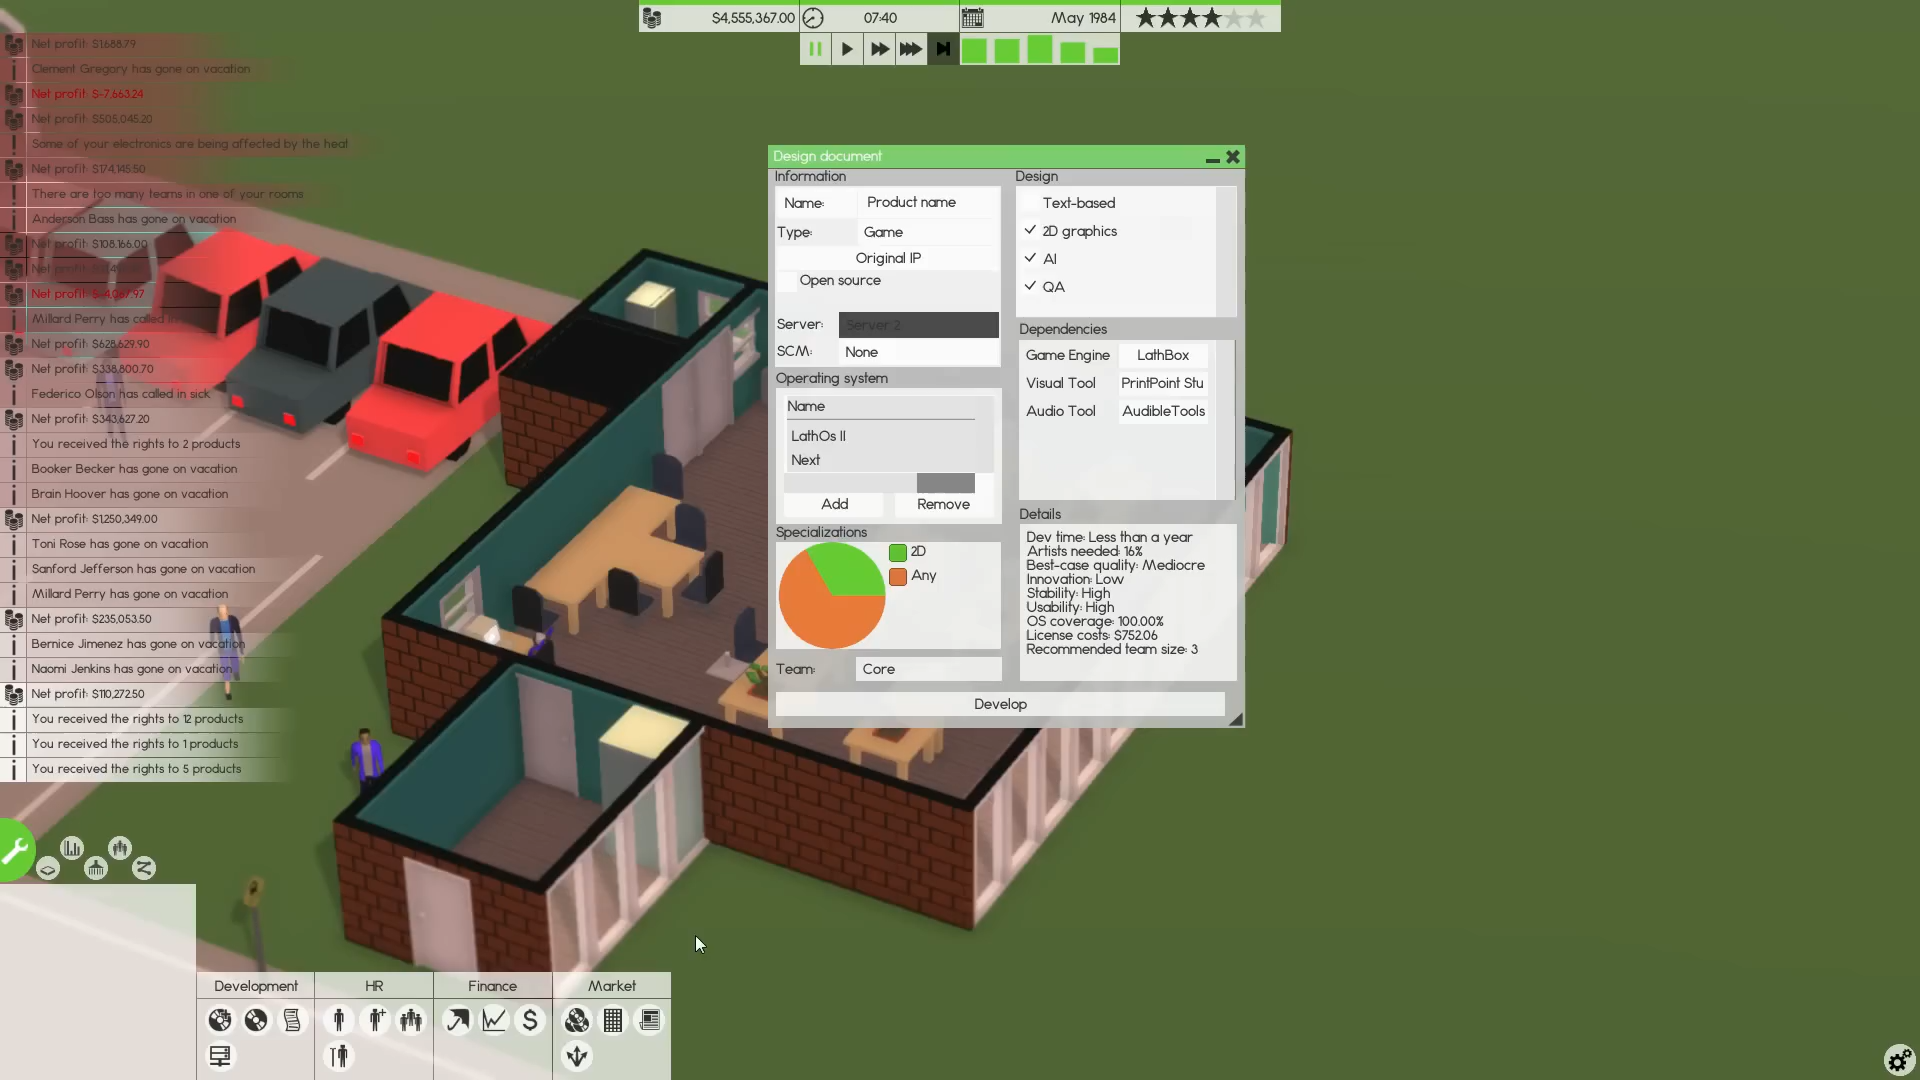 $4,555,367.00
07:40
May 1984
Net profit: $1,688.79
Clement Gregory has gone on vacation
Net profit: $-7,663.24
Net profit: $505,045.20
Some of your electronics are being affected by the heat
Net profit: $174,145.50
There are too many teams in one of your rooms
Anderson Bass has gone on vacation
Net profit: $108,166.00
Net profit:
Net profit: $-4,067.97
Millard Perry has called in
Net profit: $628,629.90
Net profit: $338,800.70
Federico Olson has called in sick
Net profit: $343,627.20
You received the rights to 2 products
Booker Becker has gone on vacation
Brain Hoover has gone on vacation
Net profit: $1,250,349.00
Toni Rose has gone on vacation
Sanford Jefferson has gone on vacation
Millard Perry has gone on vacation
Net profit: $235,053.50
Bernice Jimenez has gone on vacation
Naomi Jenkins has gone on vacation
Net profit: $110,272.50
You received the rights to 12 products
You received the rights to 1 products
You received the rights to 5 products
Design document
Information
Name: Product name
Type: Game
Original IP
Open source
Server: Server 2
SCM: None
Operating system
Name
LathOs II
Next
Add Remove
Specializations
2D
Any
Team: Core
Design
Text-based
2D graphics
AI
QA
Dependencies
Game Engine LathBox
Visual Tool PrintPoint Stu
Audio Tool AudibleTools
Details
Dev time: Less than a year
Artists needed: 16%
Best-case quality: Mediocre
Innovation: Low
Stability: High
Usability: High
OS coverage: 100.00%
License costs: $752.06
Recommended team size: 3
Develop
Development HR Finance Market